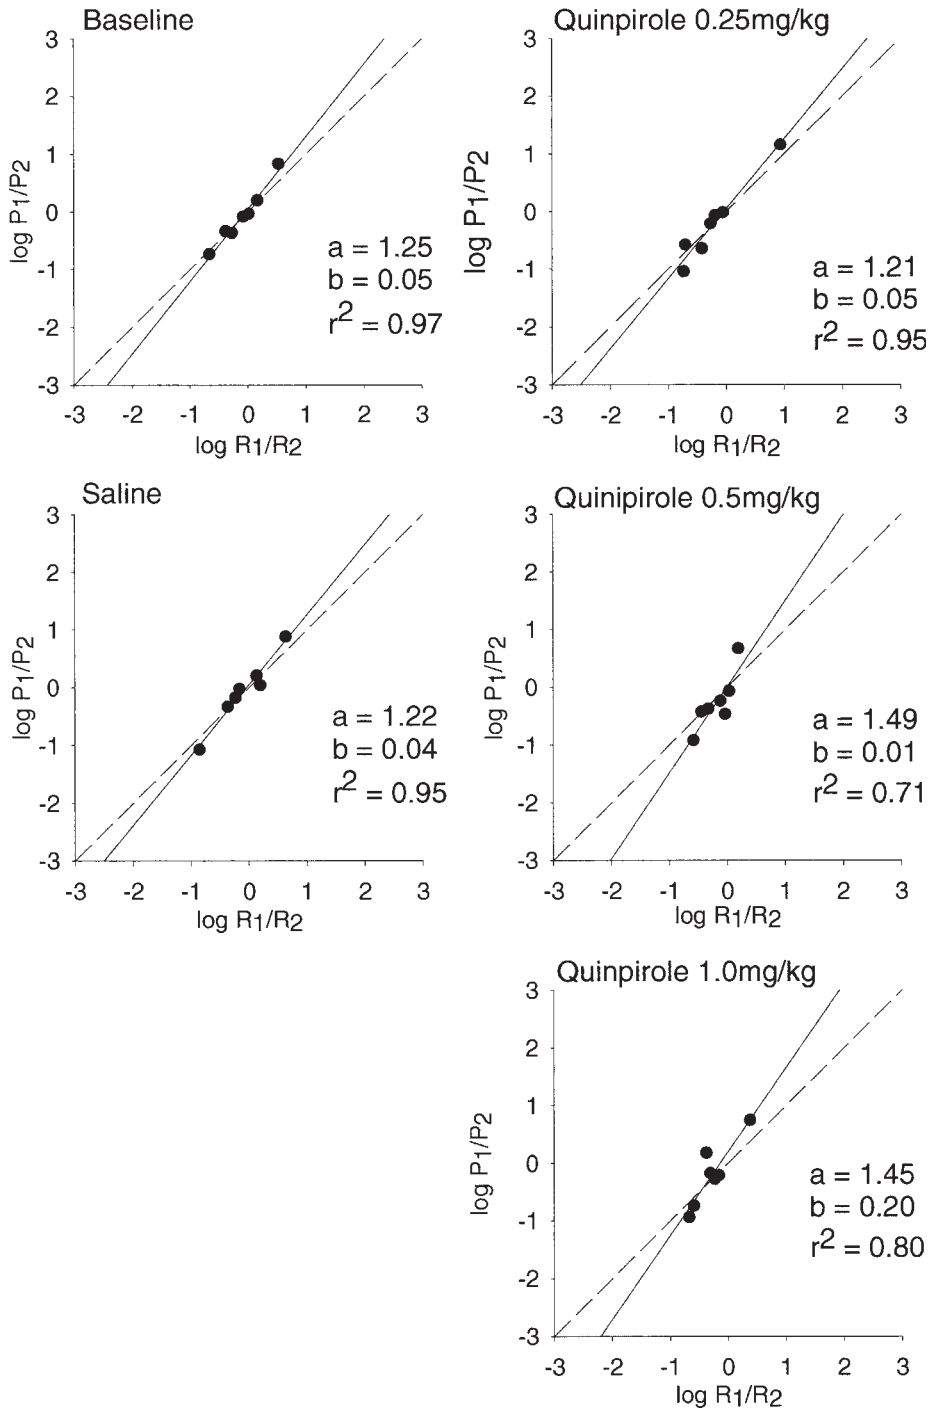 Baseline
3
2
1
0
-1
-2
-3
log P1/P2
a = 1.25
b = 0.05
r2 = 0.97
-3 -2 -1 0 1 2 3
log R1/R2
Quinpirole 0.25mg/kg
3
2
1
0
-1
-2
-3
log P1/P2
a = 1.21
b = 0.05
r2 = 0.95
-3 -2 -1 0 1 2 3
log R1/R2
Saline
3
2
1
0
-1
-2
-3
log P1/P2
a = 1.22
b = 0.04
r2 = 0.95
-3 -2 -1 0 1 2 3
log R1/R2
Quinipirole 0.5mg/kg
3
2
1
0
-1
-2
-3
log P1/P2
a = 1.49
b = 0.01
r2 = 0.71
-3 -2 -1 0 1 2 3
log R1/R2
Quinpirole 1.0mg/kg
3
2
1
0
-1
-2
-3
log P1/P2
a = 1.45
b = 0.20
r2 = 0.80
-3 -2 -1 0 1 2 3
log R1/R2